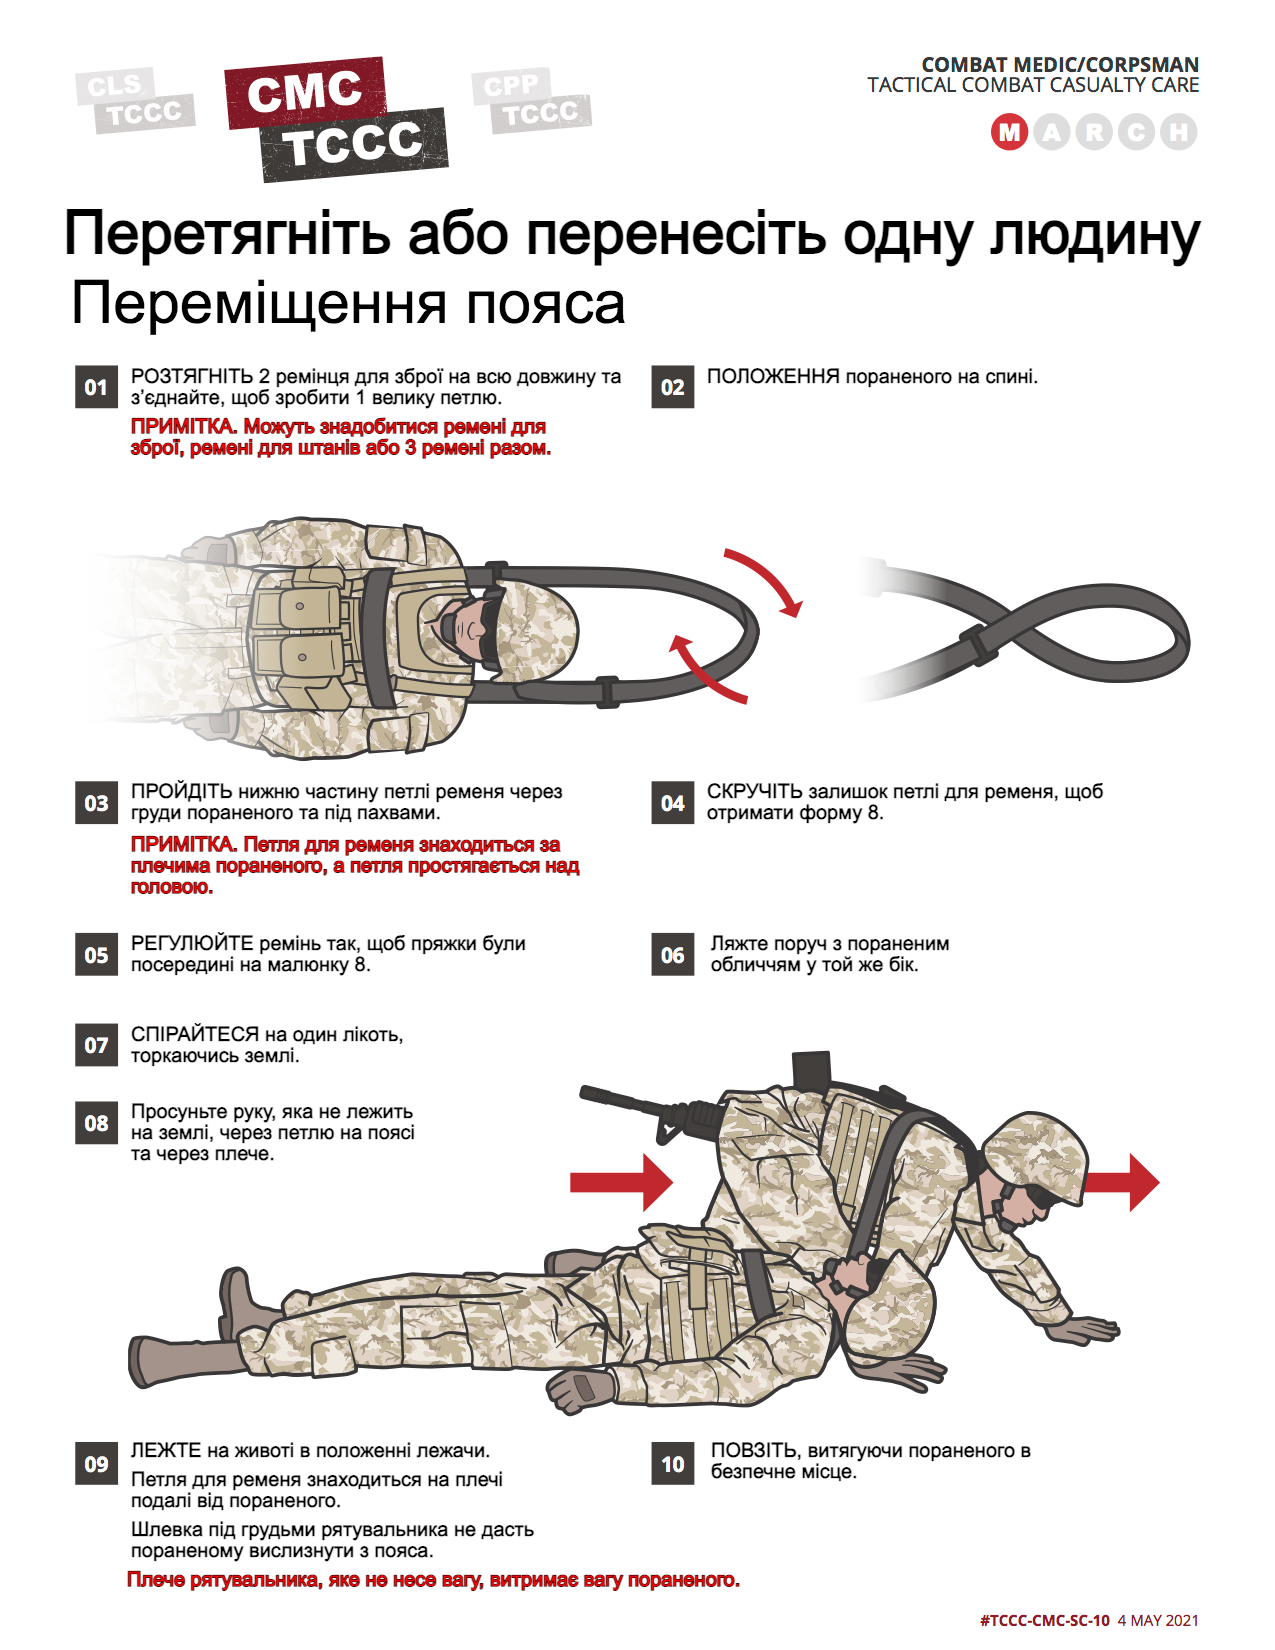 CLS
TCCC
CMC
TCCC
CPP
TCCC
COMBAT MEDIC/CORPSMAN
TACTICAL COMBAT CASUALTY CARE
M A R C H
Перетягніть або перенесіть одну людину
Переміщення пояса
01 РОЗТЯГНІТЬ 2 ремінця для зброї на всю довжину та
з’єднайте, щоб зробити 1 велику петлю.
ПРИМІТКА. Можуть знадобитися ремені для
зброї, ремені для штанів або 3 ремені разом.
02 ПОЛОЖЕННЯ пораненого на спині.
03 ПРОЙДІТЬ нижню частину петлі ременя через
груди пораненого та під пахвами.
ПРИМІТКА. Петля для ременя знаходиться за
плечима пораненого, а петля простягається над
головою.
04 СКРУЧІТЬ залишок петлі для ременя, щоб
отримати форму 8.
05 РЕГУЛЮЙТЕ ремінь так, щоб пряжки були
посередині на малюнку 8.
06 Ляжте поруч з пораненим
обличчям у той же бік.
07 СПІРАЙТЕСЯ на один лікоть,
торкаючись землі.
08 Просуньте руку, яка не лежить
на землі, через петлю на поясі
та через плече.
09 ЛЕЖТЕ на животі в положенні лежачи.
Петля для ременя знаходиться на плечі
подалі від пораненого.
Шлевка під грудьми рятувальника не дасть
пораненому вислизнути з пояса.
Плече рятувальника, яке не несе вагу, витримає вагу пораненого.
10 ПОВЗІТЬ, витягуючи пораненого в
безпечне місце.
#TCCC-CMC-SC-10 4 MAY 2021